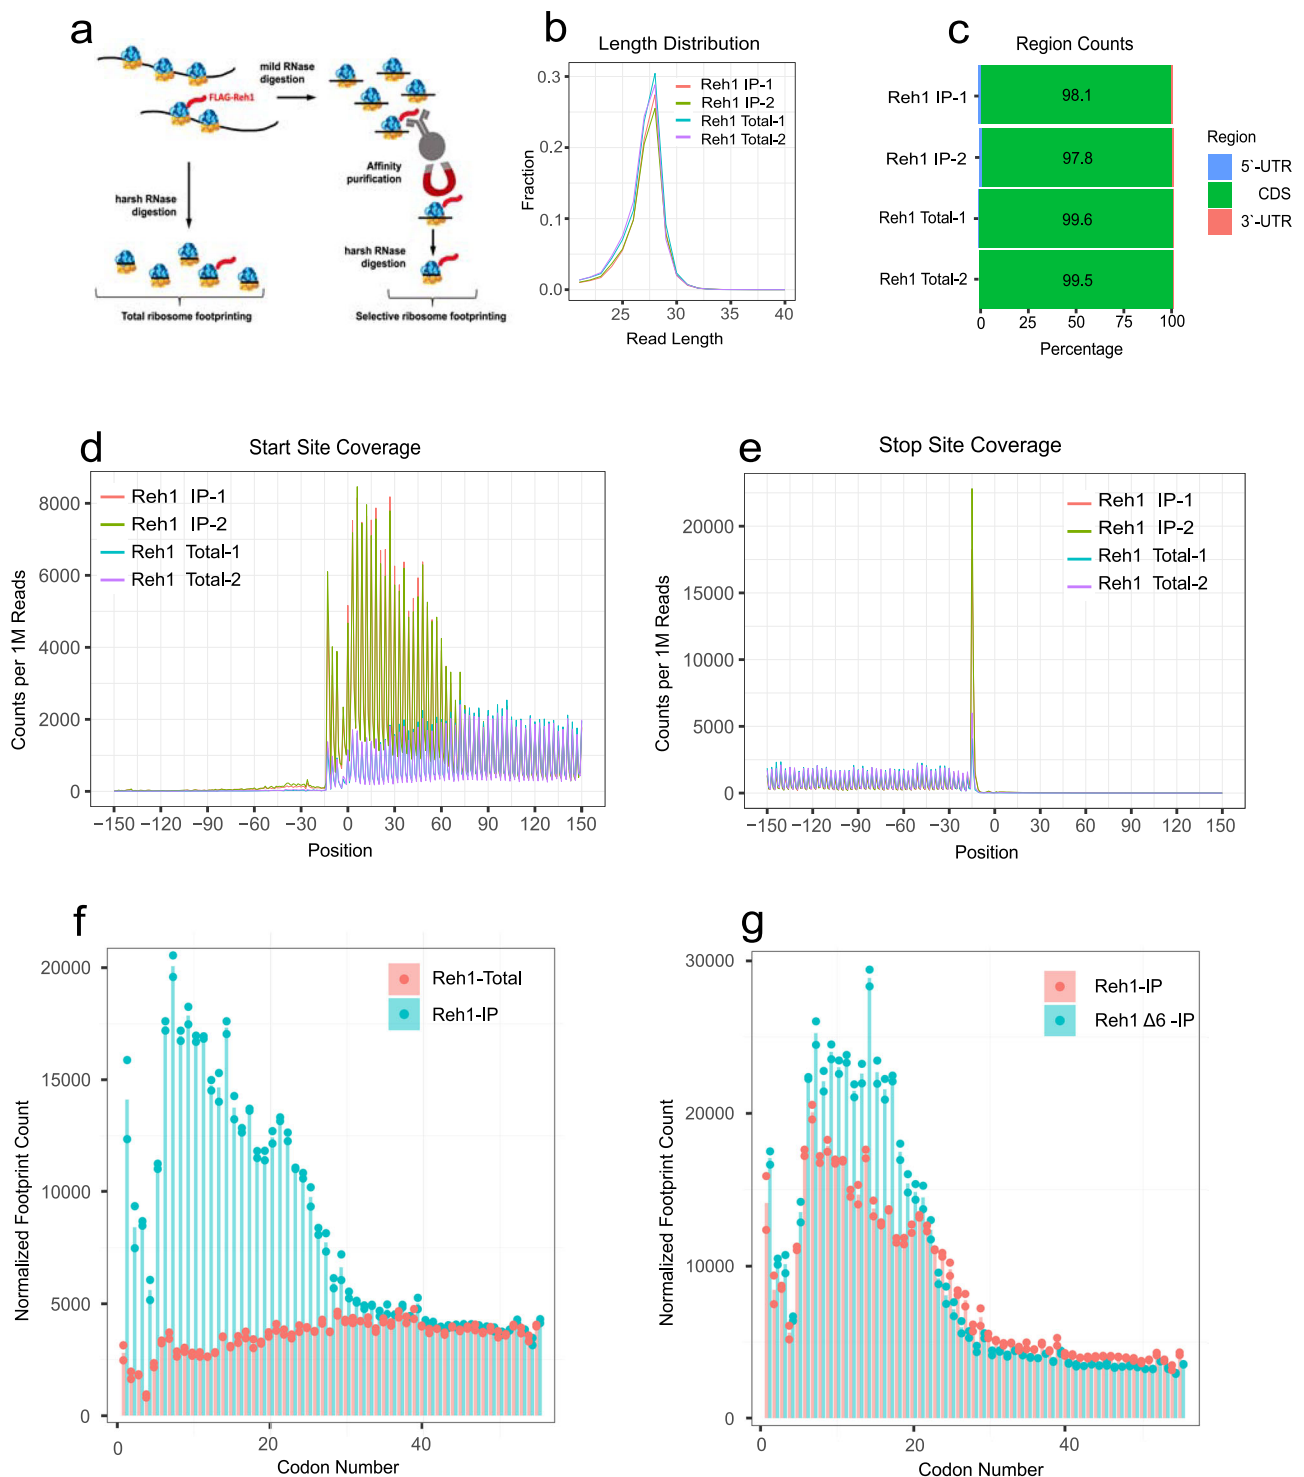 a
mild RNase
digestion
FLAG-Reh1
Affinity
purification
harsh RNase
digestion
harsh RNase
digestion
Total ribosome footprinting
Selective ribosome footprinting
b
Length Distribution
Reh1 IP-1
Reh1 IP-2
Reh1 Total-1
Reh1 Total-2
Fraction
0.3
0.2
0.1
0.0
25 30 35 40
Read Length
c
Region Counts
Reh1 IP-1
98.1
Reh1 IP-2
97.8
Reh1 Total-1
99.6
Reh1 Total-2
99.5
0 25 50 75 100
Percentage
Region
5`-UTR
CDS
3`-UTR
d
Start Site Coverage
Reh1 IP-1
Reh1 IP-2
Reh1 Total-1
Reh1 Total-2
Counts per 1M Reads
8000
6000
4000
2000
0
−150 −120 −90 −60 −30 0 30 60 90 120 150
Position
e
Stop Site Coverage
Reh1 IP-1
Reh1 IP-2
Reh1 Total-1
Reh1 Total-2
Counts per 1M Reads
20000
15000
10000
5000
0
−150 −120 −90 −60 −30 0 30 60 90 120 150
Position
f
Reh1-Total
Reh1-IP
Normalized Footprint Count
20000
15000
10000
5000
0
0 20 40
Codon Number
g
Reh1-IP
Reh1 Δ6 -IP
Normalized Footprint Count
30000
20000
10000
0
0 20 40
Codon Number